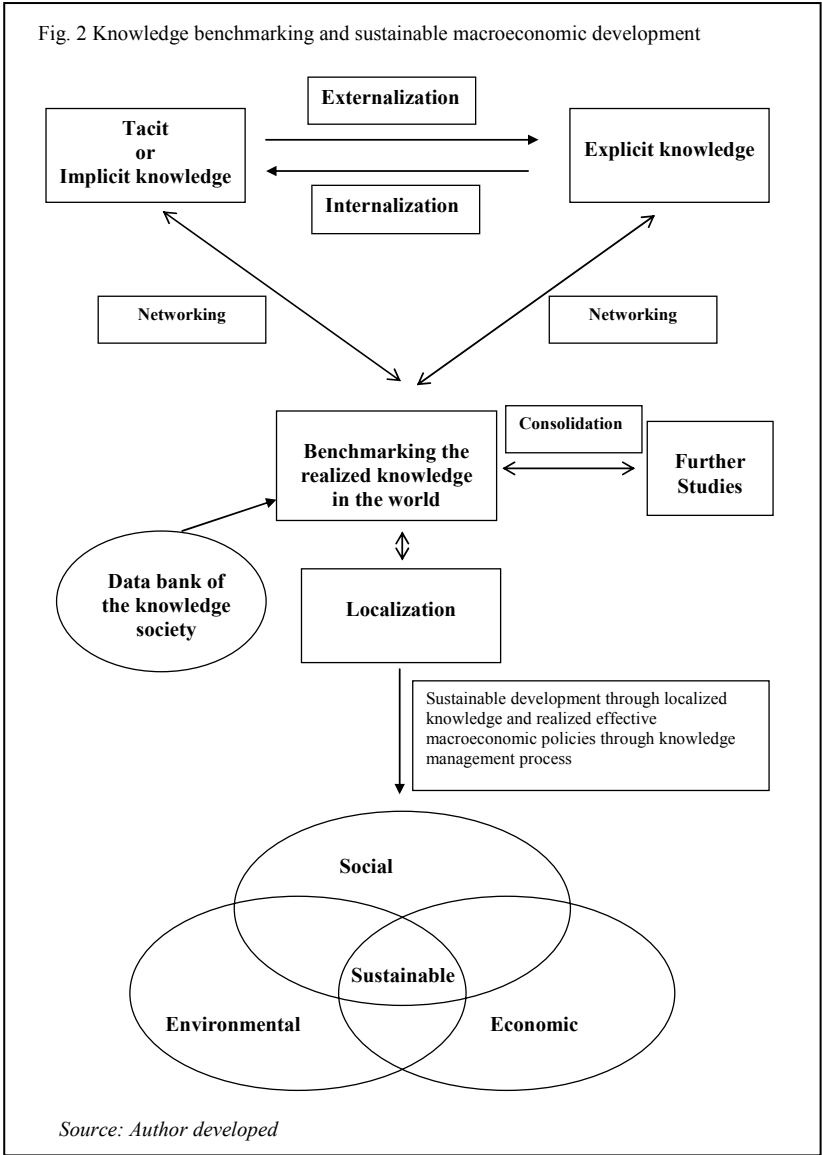 Fig. 2 Knowledge benchmarking and sustainable macroeconomic development
Externalization
Tacit
or
Implicit knowledge
Explicit knowledge
Internalization
Networking
Networking
Consolidation
Benchmarking the
realized knowledge
in the world
Further
Studies
Data bank of
the knowledge
society
Localization
Sustainable development through localized
knowledge and realized effective
macroeconomic policies through knowledge
management process
Social
Sustainable
Environmental
Economic
Source: Author developed